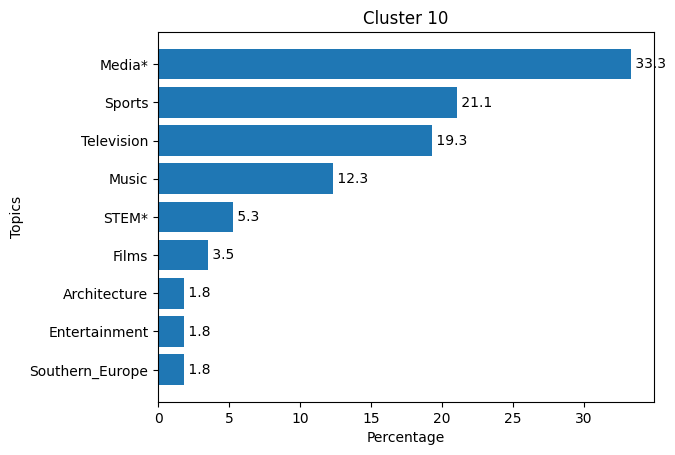 Cluster 10
Topics
Media* 33.3
Sports 21.1
Television 19.3
Music 12.3
STEM* 5.3
Films 3.5
Architecture 1.8
Entertainment 1.8
Southern_Europe 1.8
0 5 10 15 20 25 30
Percentage